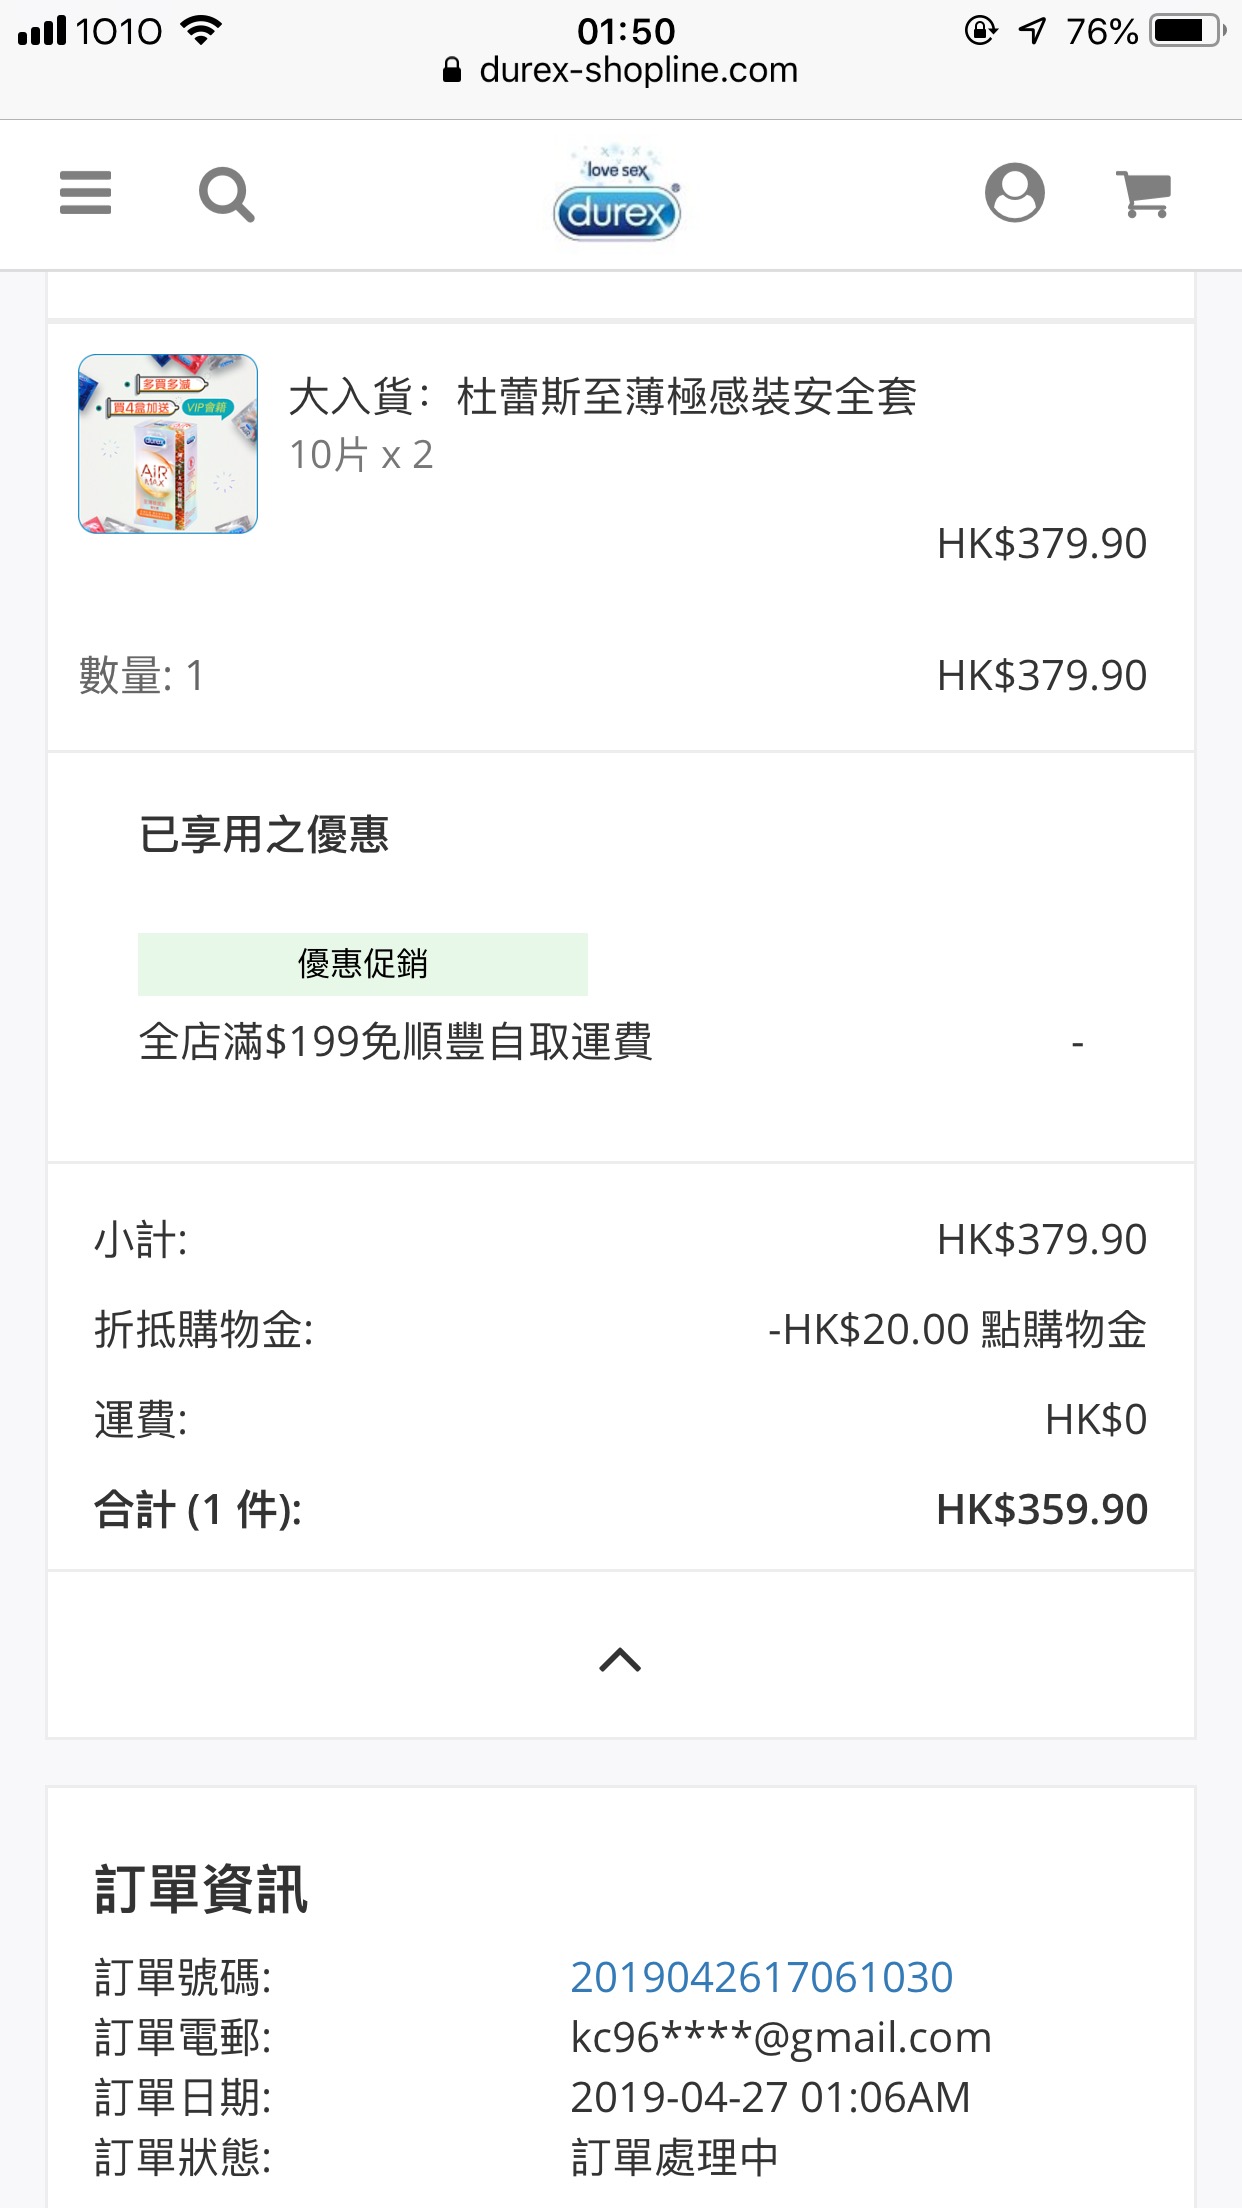 1010
01:50
76%
durex-shopline.com
love sex
durex
多買多減
買4盒加送 VIP會籍
durex
AiR
MAX
大入貨：杜蕾斯至薄極感裝安全套
10片 x 2
HK$379.90
數量: 1
HK$379.90
已享用之優惠
優惠促銷
全店滿$199免順豐自取運費
-
小計:
HK$379.90
折抵購物金:
-HK$20.00 點購物金
運費:
HK$0
合計 (1 件):
HK$359.90
訂單資訊
訂單號碼:
2019042617061030
訂單電郵:
kc96****@gmail.com
訂單日期:
2019-04-27 01:06AM
訂單狀態:
訂單處理中